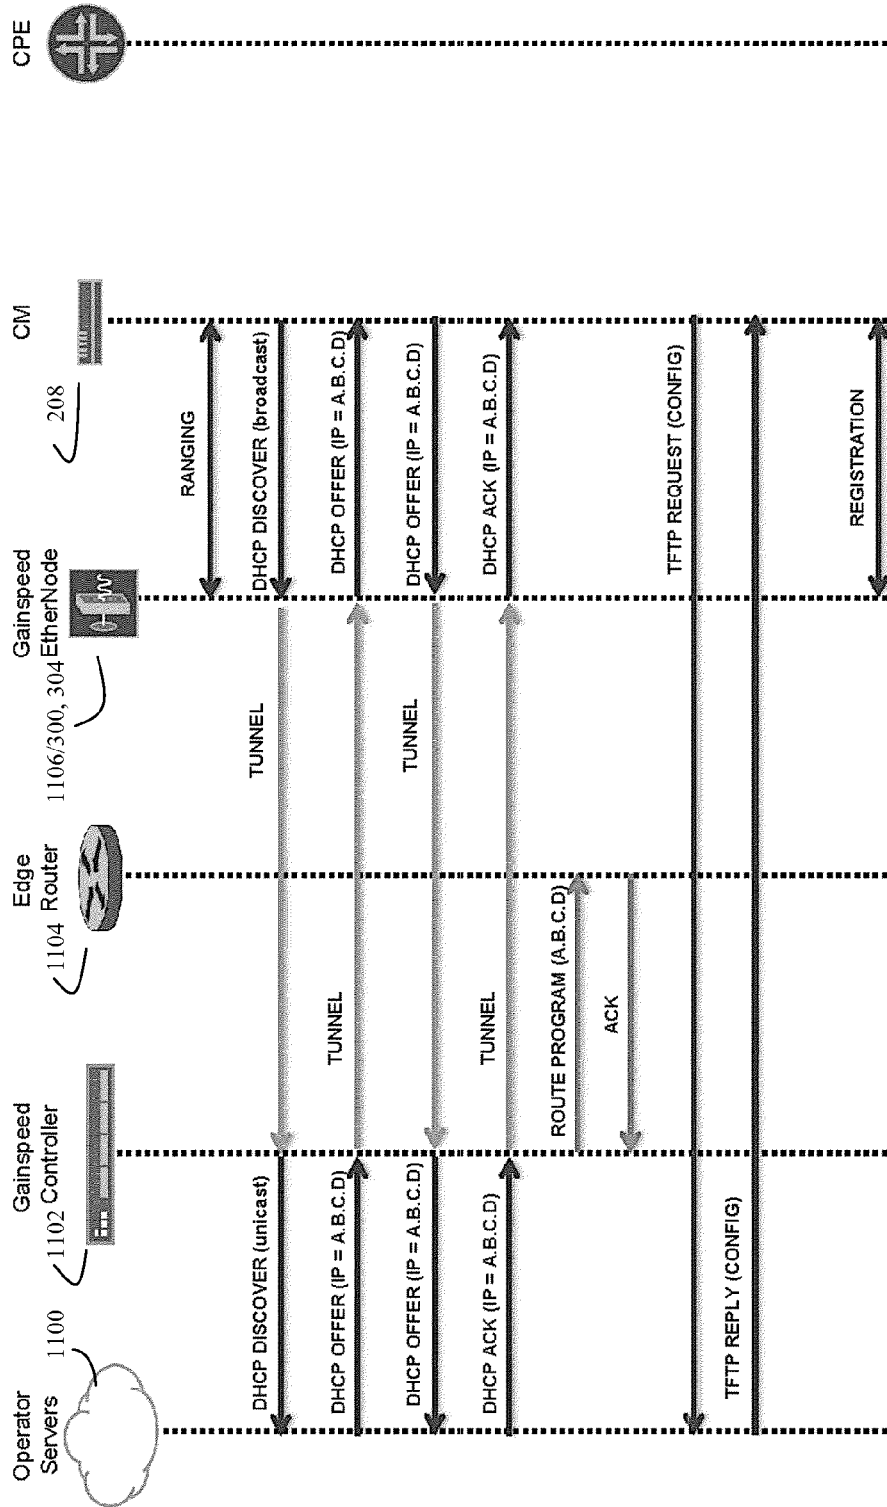 Operator
Servers
1100
Gainspeed
Controller
1102
Edge
Router
1104
Gainspeed
EtherNode
1106/300, 304
CM
208
CPE
RANGING
DHCP DISCOVER (unicast)
TUNNEL
DHCP DISCOVER (broadcast)
DHCP OFFER (IP = A.B.C.D)
TUNNEL
DHCP OFFER (IP = A.B.C.D)
DHCP OFFER (IP = A.B.C.D)
TUNNEL
DHCP OFFER (IP = A.B.C.D)
DHCP ACK (IP = A.B.C.D)
TUNNEL
DHCP ACK (IP = A.B.C.D)
ROUTE PROGRAM (A.B.C.D)
ACK
TFTP REQUEST (CONFIG)
TFTP REPLY (CONFIG)
REGISTRATION